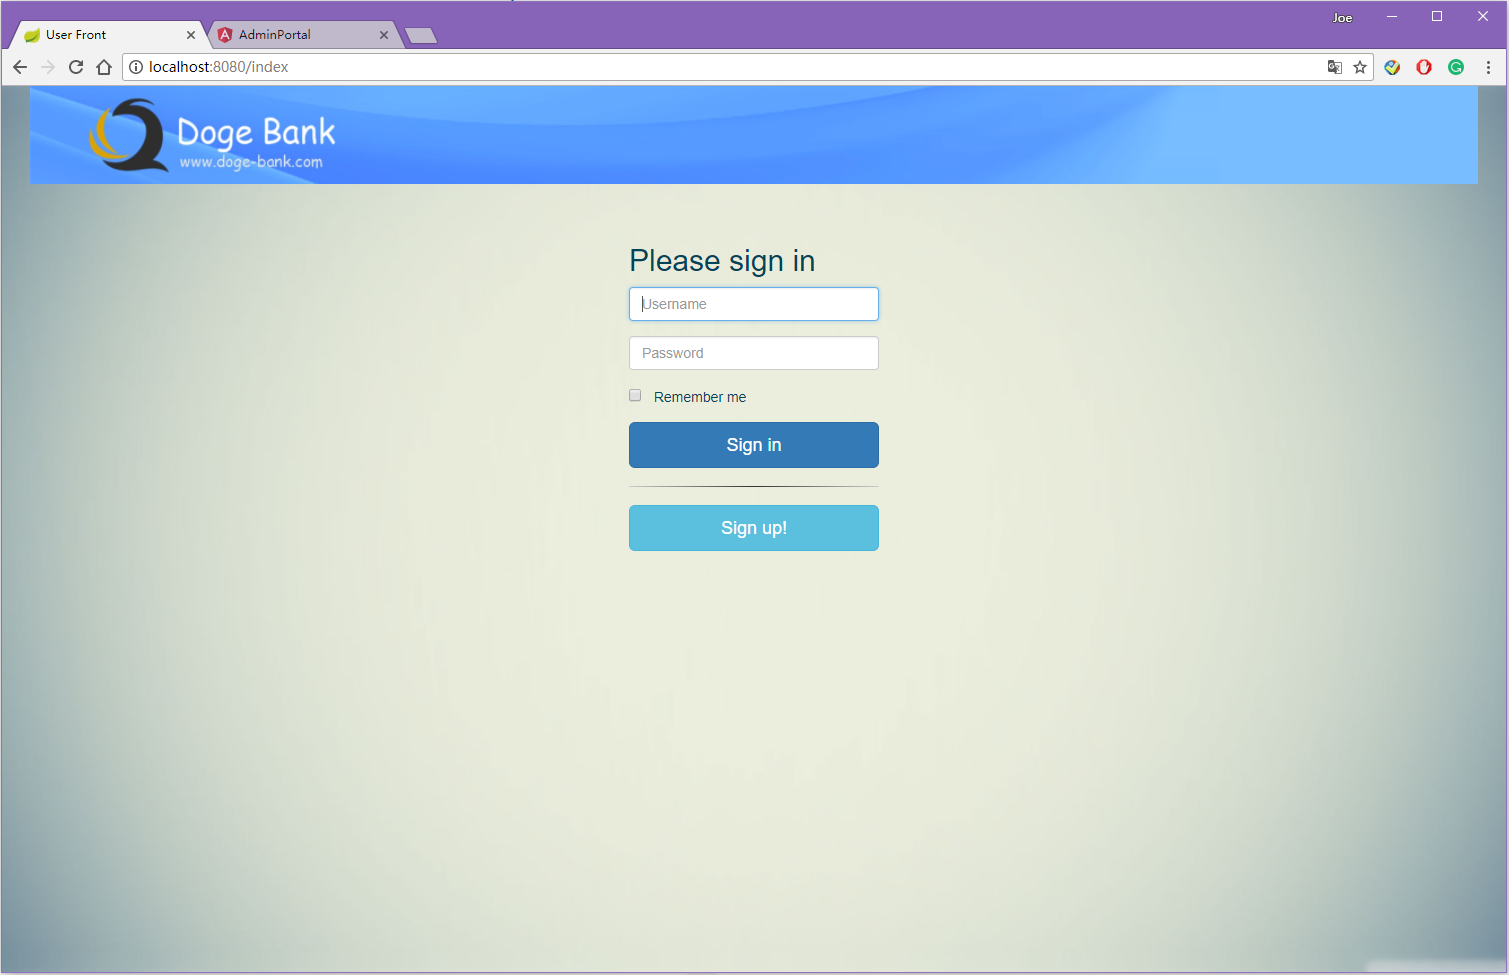 Joe
User Front
AdminPortal
localhost:8080/index
Doge Bank
www.doge-bank.com
Please sign in
Username
Password
Remember me
Sign in
Sign up!